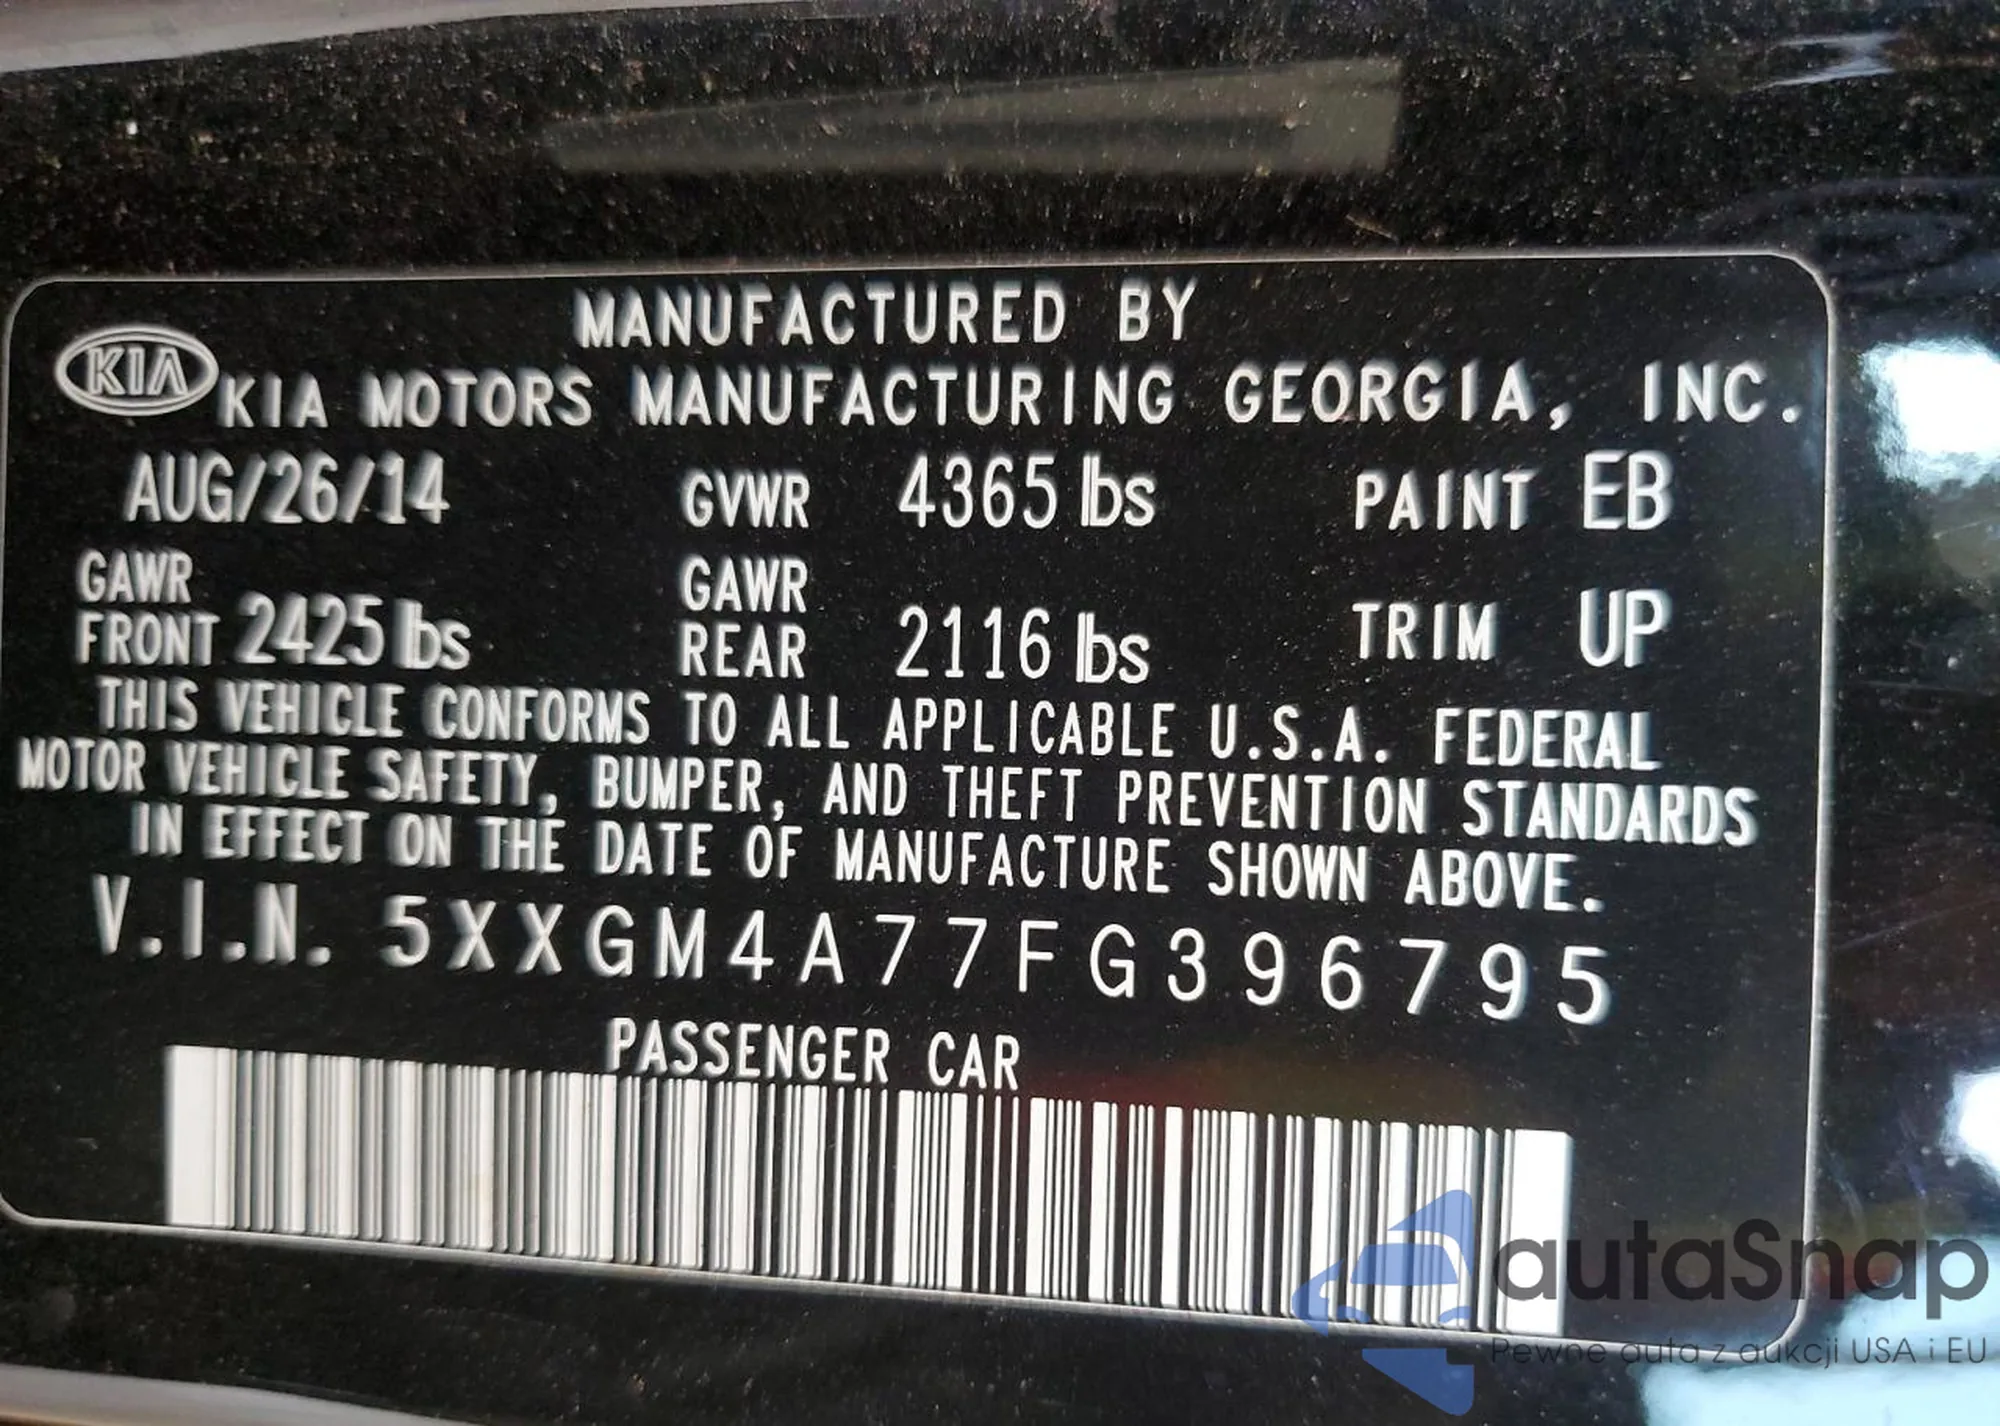 MANUFACTURED BY
KIA KIA MOTORS MANUFACTURING GEORGIA, INC.
AUG/26/14 GVWR 4365 lbs PAINT EB
GAWR FRONT 2425 lbs GAWR REAR 2116 lbs TRIM UP
THIS VEHICLE CONFORMS TO ALL APPLICABLE U.S.A. FEDERAL
MOTOR VEHICLE SAFETY, BUMPER, AND THEFT PREVENTION STANDARDS
IN EFFECT ON THE DATE OF MANUFACTURE SHOWN ABOVE.
V.I.N. 5XXGM4A77FG396795
PASSENGER CAR
autaSnap
Pewne auta z aukcji USA i EU